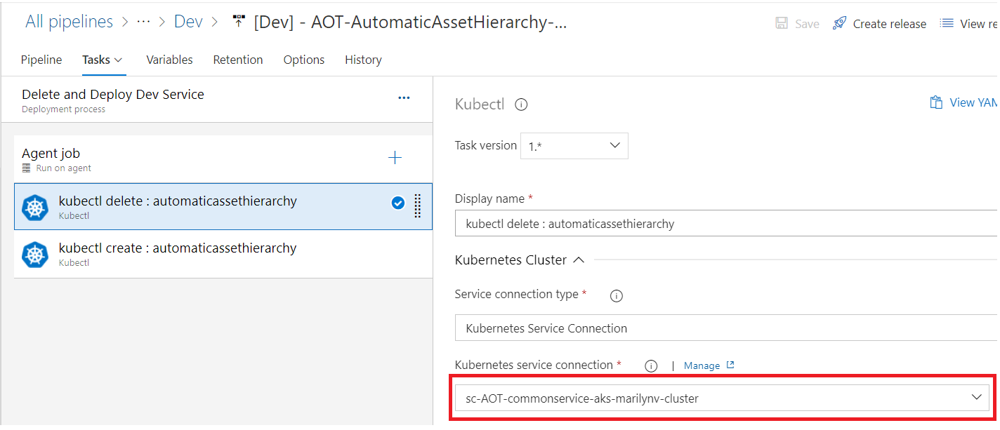 All pipelines > ··· > Dev > [Dev] - AOT-AutomaticAssetHierarchy-...
Save Create release View re
Pipeline Tasks Variables Retention Options History
Delete and Deploy Dev Service
Deployment process
Agent job
Run on agent
kubectl delete : automaticassethierarchy
Kubectl
kubectl create : automaticassethierarchy
Kubectl
Kubectl
View YAM
Task version 1.*
Display name *
kubectl delete : automaticassethierarchy
Kubernetes Cluster
Service connection type *
Kubernetes Service Connection
Kubernetes service connection * | Manage
sc-AOT-commonservice-aks-marilynv-cluster